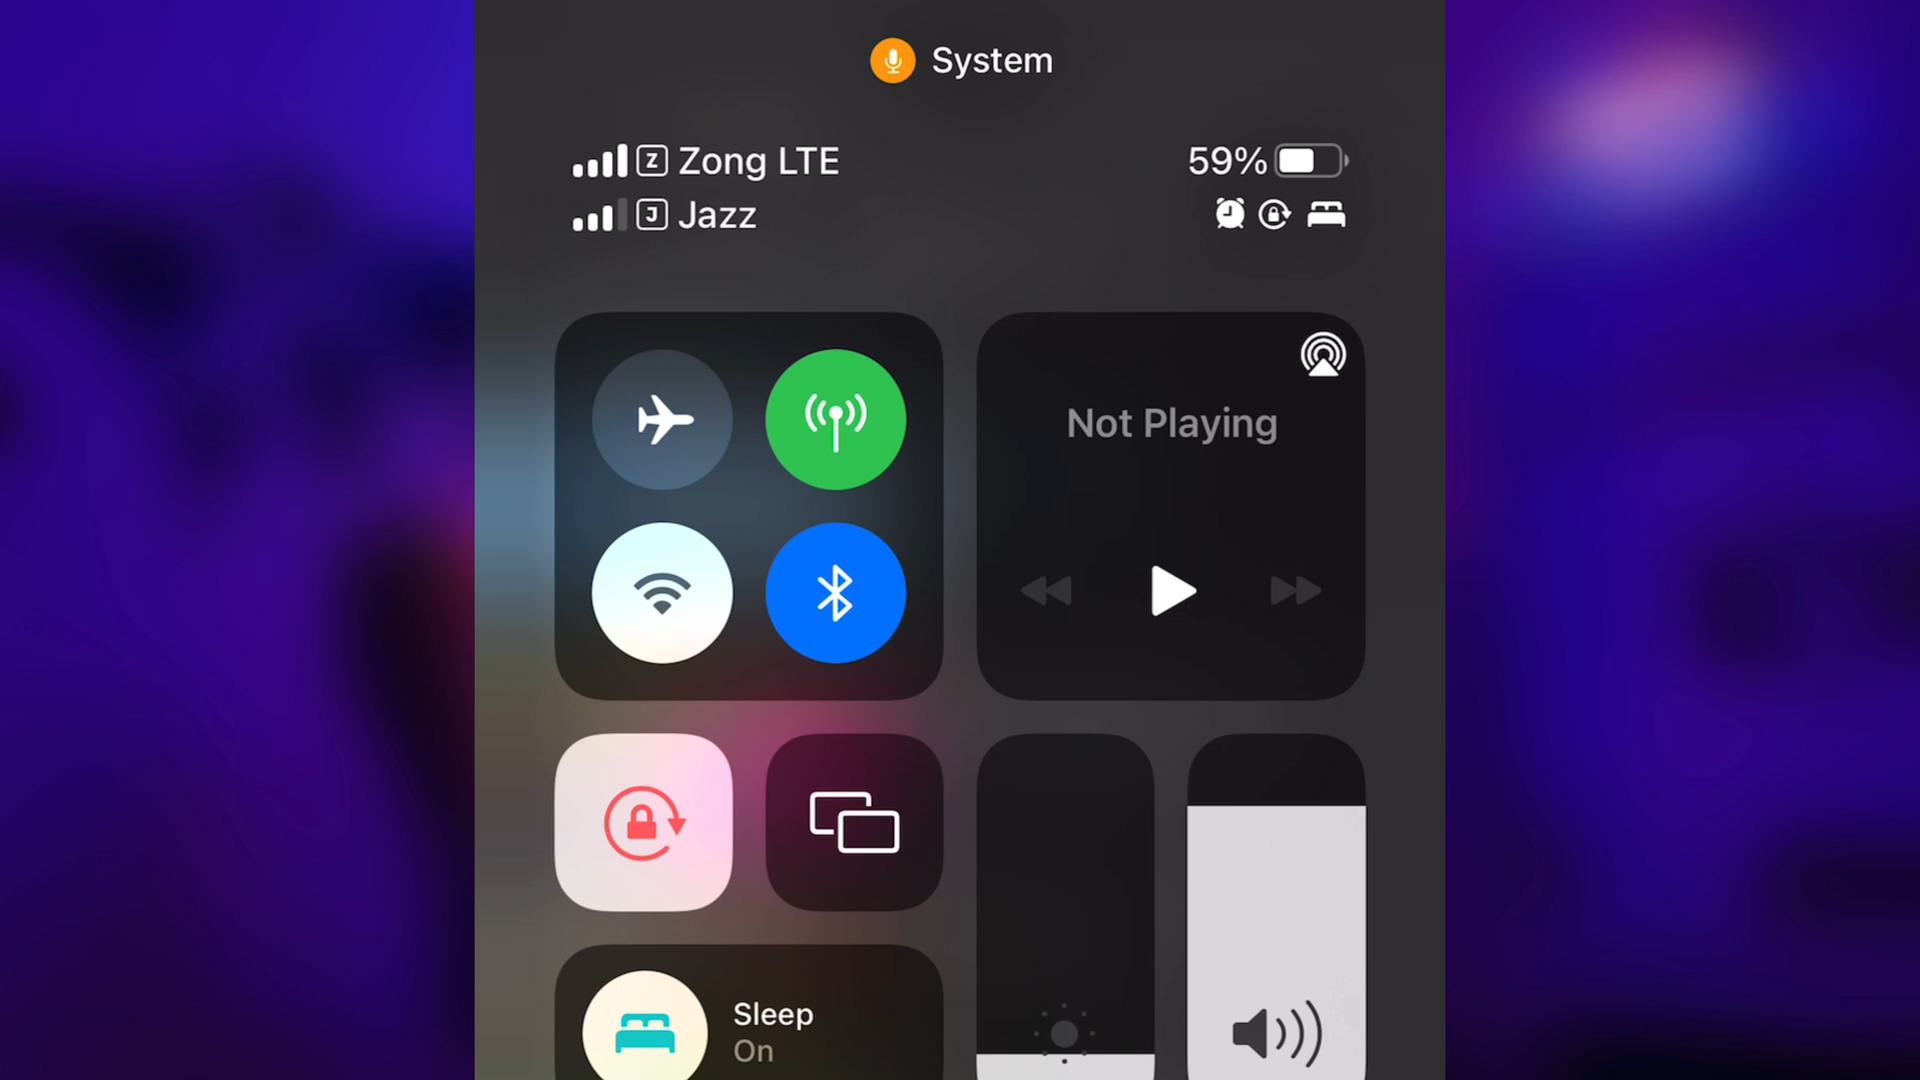 System
Z Zong LTE
59%
J Jazz
Not Playing
Sleep
On